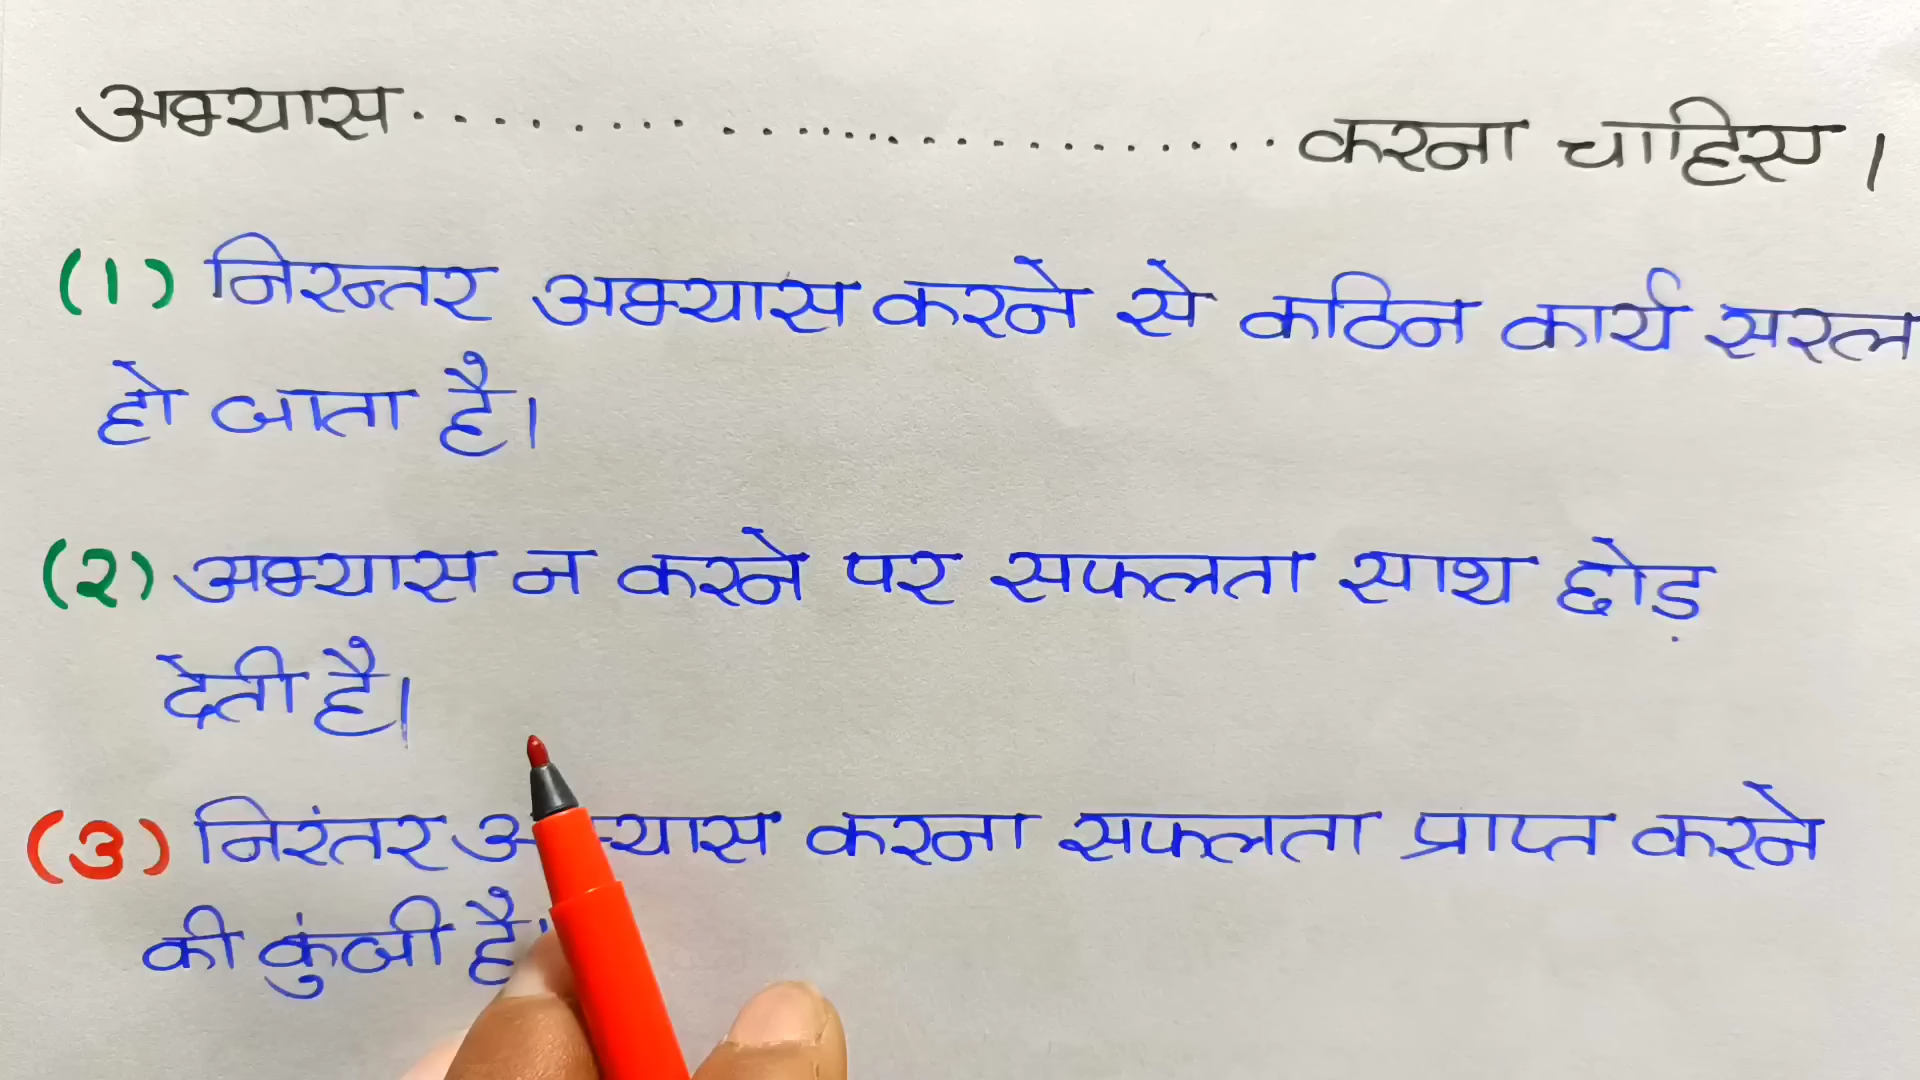 अभ्यास.................................करना चाहिए।
(1) निरन्तर अभ्यास करने से कठिन कार्य सरल
हो जाता है।
(२) अभ्यास न करने पर सफलता साथ छोड़
देती है।
(3) निरंतर अभ्यास करना सफलता प्राप्त करने
की कुंजी है।